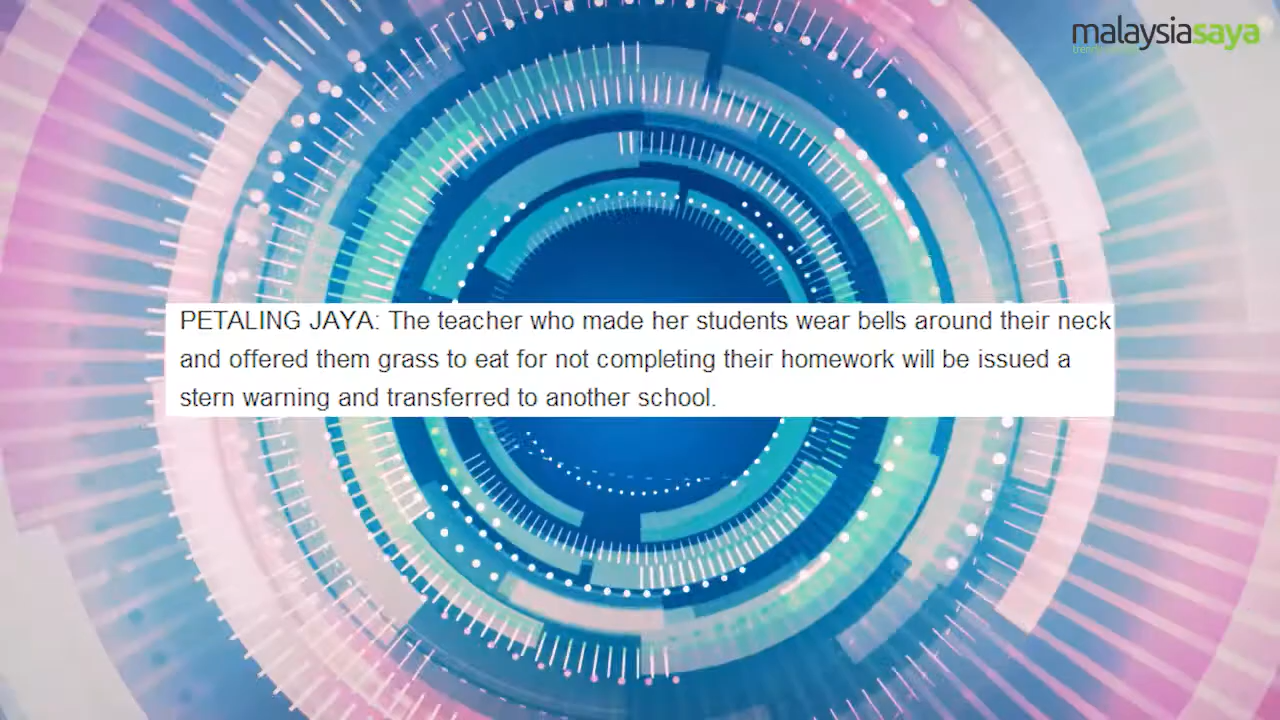 malaysiasaya
PETALING JAYA: The teacher who made her students wear bells around their neck
and offered them grass to eat for not completing their homework will be issued a
stern warning and transferred to another school.